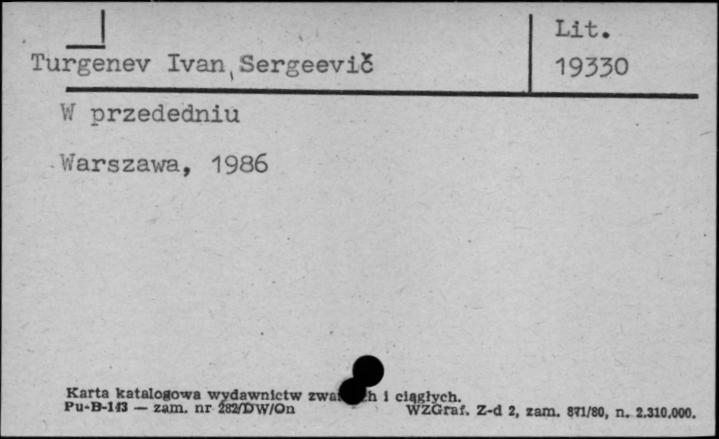 Lit.
Turgenev Ivan Sergeevič
19330
W przededniu
Warszawa, 1986
Karta katalogowa wydawnictw i ciągłych.
Pu-B-143 — zam. nr 282/DW/On
WZGraf. Z-d 2, zam. 871/80, n. 2.310.000.